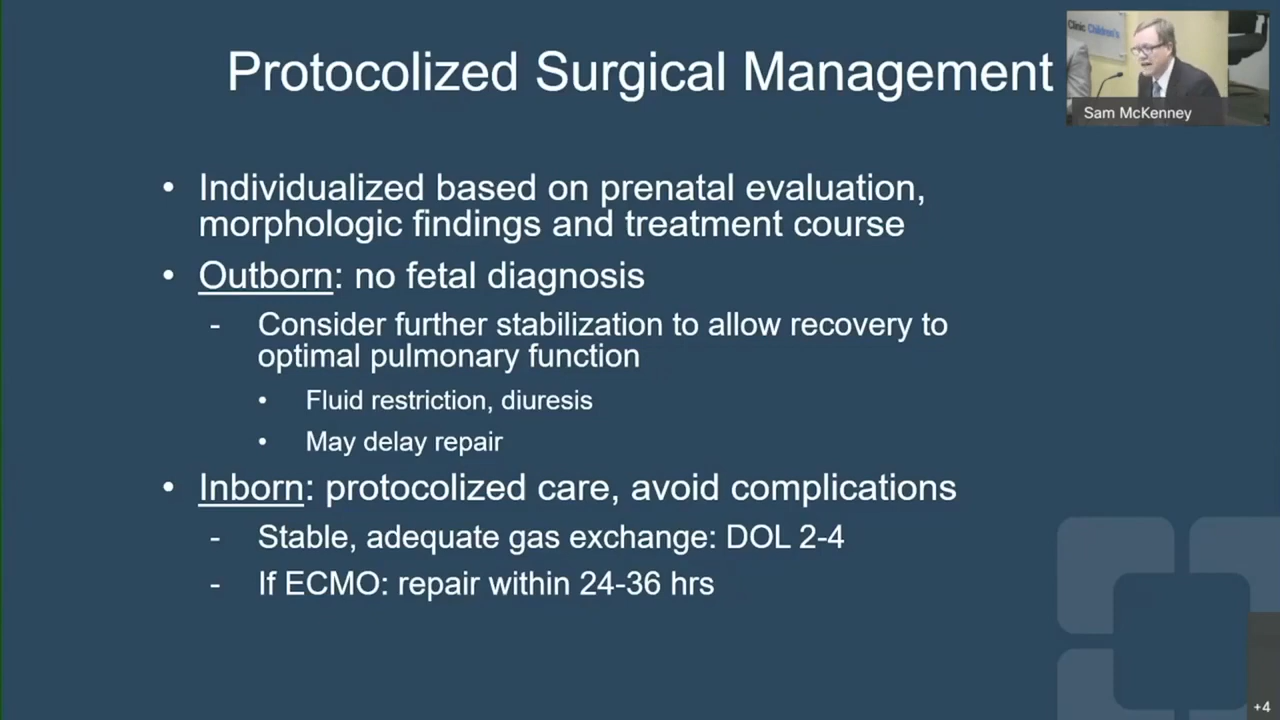 Protocolized Surgical Management
Clinic Children's
Sam McKenney
• Individualized based on prenatal evaluation,
morphologic findings and treatment course
• Outborn: no fetal diagnosis
- Consider further stabilization to allow recovery to
optimal pulmonary function
• Fluid restriction, diuresis
• May delay repair
• Inborn: protocolized care, avoid complications
- Stable, adequate gas exchange: DOL 2-4
- If ECMO: repair within 24-36 hrs
+4